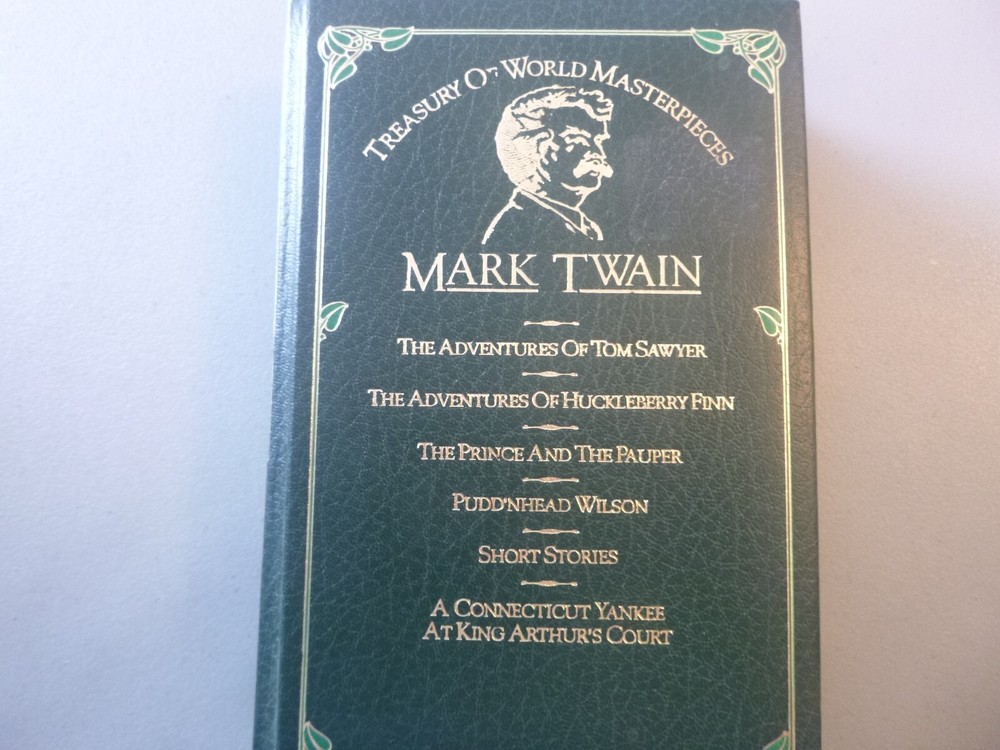 Treasury Of World Masterpieces
Mark Twain
The Adventures Of Tom Sawyer
The Adventures Of Huckleberry Finn
The Prince And The Pauper
Pudd'nhead Wilson
Short Stories
A Connecticut Yankee
At King Arthur's Court